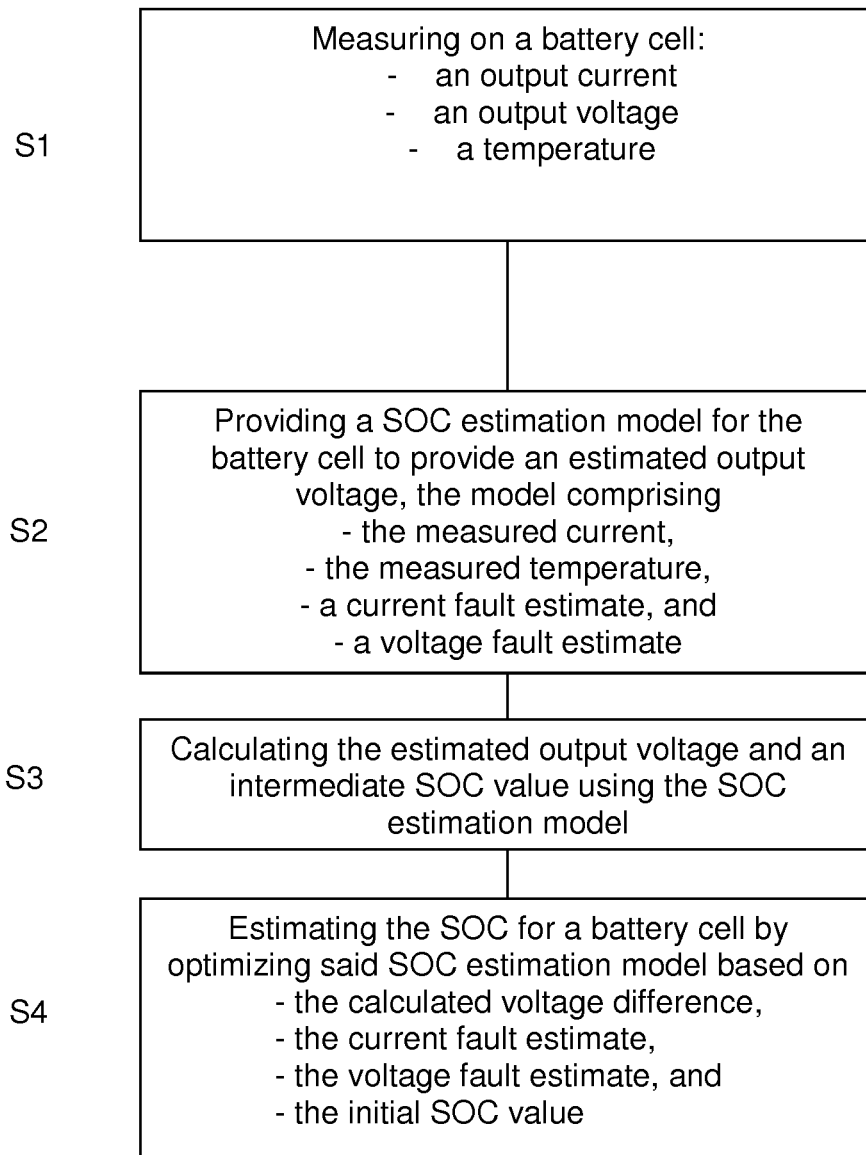 S1
Measuring on a battery cell:
- an output current
- an output voltage
- a temperature
S2
Providing a SOC estimation model for the
battery cell to provide an estimated output
voltage, the model comprising
- the measured current,
- the measured temperature,
- a current fault estimate, and
- a voltage fault estimate
S3
Calculating the estimated output voltage and an
intermediate SOC value using the SOC
estimation model
S4
Estimating the SOC for a battery cell by
optimizing said SOC estimation model based on
- the calculated voltage difference,
- the current fault estimate,
- the voltage fault estimate, and
- the initial SOC value